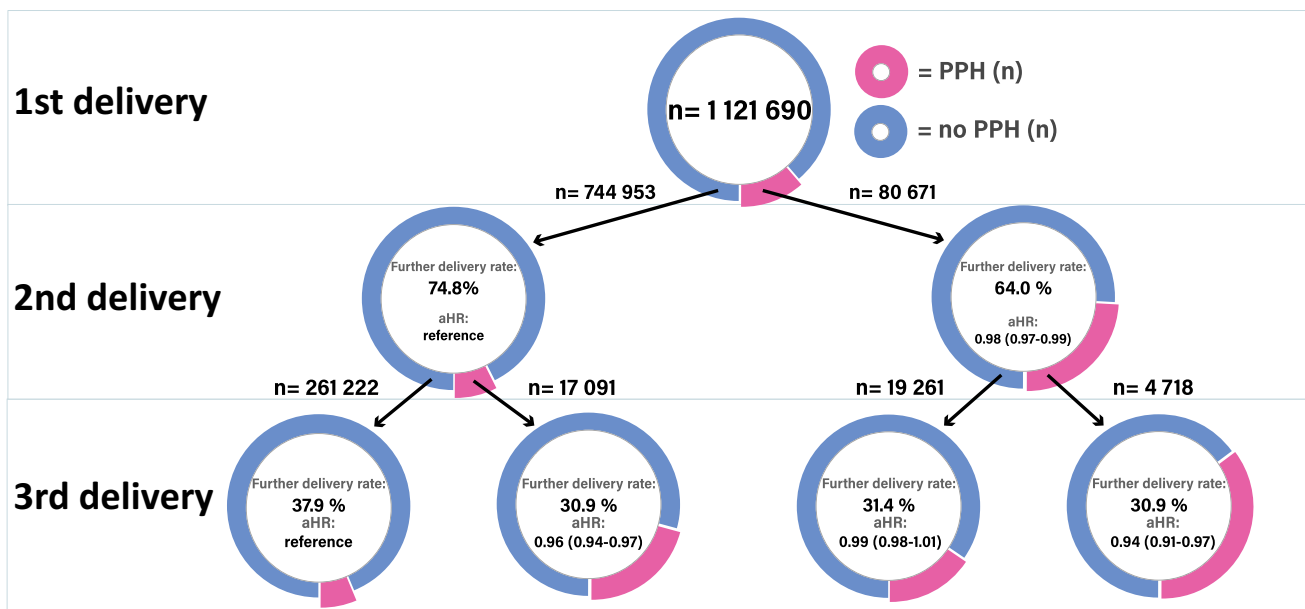 1st delivery
n= 1 121 690
= PPH (n)
= no PPH (n)
n= 744 953
n= 80 671
2nd delivery
Further delivery rate:
74.8%
aHR:
reference
Further delivery rate:
64.0 %
aHR:
0.98 (0.97-0.99)
n= 261 222
n= 17 091
n= 19 261
n= 4 718
3rd delivery
Further delivery rate:
37.9 %
aHR:
reference
Further delivery rate:
30.9 %
aHR:
0.96 (0.94-0.97)
Further delivery rate:
31.4 %
aHR:
0.99 (0.98-1.01)
Further delivery rate:
30.9 %
aHR:
0.94 (0.91-0.97)